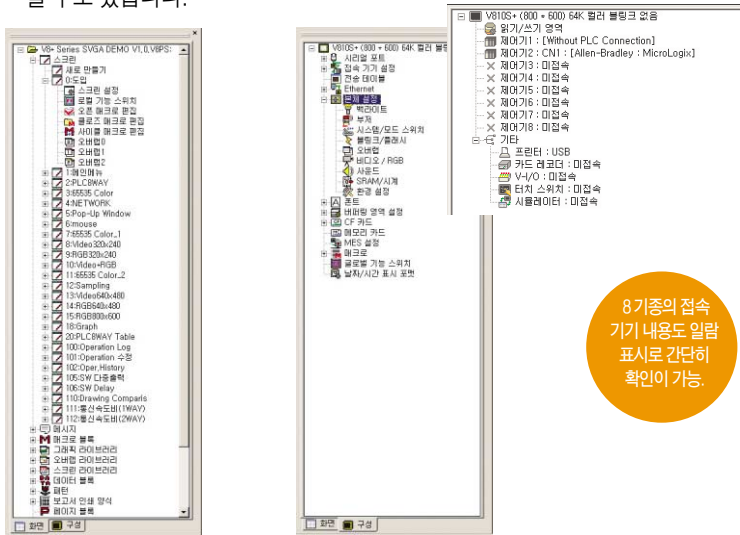 V8+ Series SVGA DEMO V1,0,V8PS:
스크린
새로 만들기
0:도입
스크린 설정
로컬 기능 스위치
오픈 매크로 편집
클로즈 매크로 편집
사이클 매크로 편집
오버랩0
오버랩1
오버랩2
1:메인메뉴
2:PLC8WAY
3:65535 Color
4:NETWORK
5:Pop-Up Window
6:mouse
7:65535 Color_1
8:Video320x240
9:RGB320x240
10:Video+RGB
11:65535 Color_2
12:Sampling
13:Video640x480
14:RGB640x480
15:RGB800x600
18:Graph
20:PLC8WAY Table
100:Operation Log
101:Operation 수정
102:Oper,History
105:SW 다중출력
106:SW Delay
110:Drawing Comparis
111:통신속도비(1WAY)
112:통신속도비(2WAY)
메시지
매크로 블록
그래픽 라이브러리
오버랩 라이브러리
스크린 라이브러리
데이터 블록
패턴
보고서 인쇄 양식
페이지 블록
화면 구성
V810S+ (800 * 600) 64K 컬러 블링
시리얼 포트
접속 기기 설정
전송 테이블
Ethernet
본체 설정
백라이트
부저
시스템/모드 스위치
블링크/플래시
오버랩
비디오 / RGB
사운드
SRAM/시계
환경 설정
폰트
버퍼링 영역 설정
CF 카드
메모리 카드
MES 설정
매크로
글로벌 기능 스위치
날짜/시간 표시 포맷
화면 구성
V810S+ (800 * 600) 64K 컬러 블링크 없음
읽기/쓰기 영역
제어기1 : [Without PLC Connection]
제어기2 : CN1 : [Allen-Bradley : MicroLogix]
제어기3 : 미접속
제어기4 : 미접속
제어기5 : 미접속
제어기6 : 미접속
제어기7 : 미접속
제어기8 : 미접속
기타
프린터 : USB
카드 레코더 : 미접속
V-I/O : 미접속
터치 스위치 : 미접속
시뮬레이터 : 미접속
8기종의 접속
기기 내용도 일람
표시로 간단히
확인이 가능.